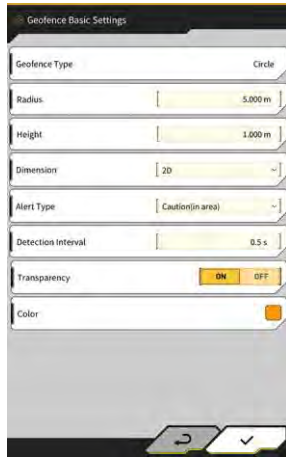 Geofence Basic Settings
Geofence Type Circle
Radius 5.000 m
Height 1.000 m
Dimension 2D
Alert Type Caution(in area)
Detection Interval 0.5 s
Transparency ON OFF
Color